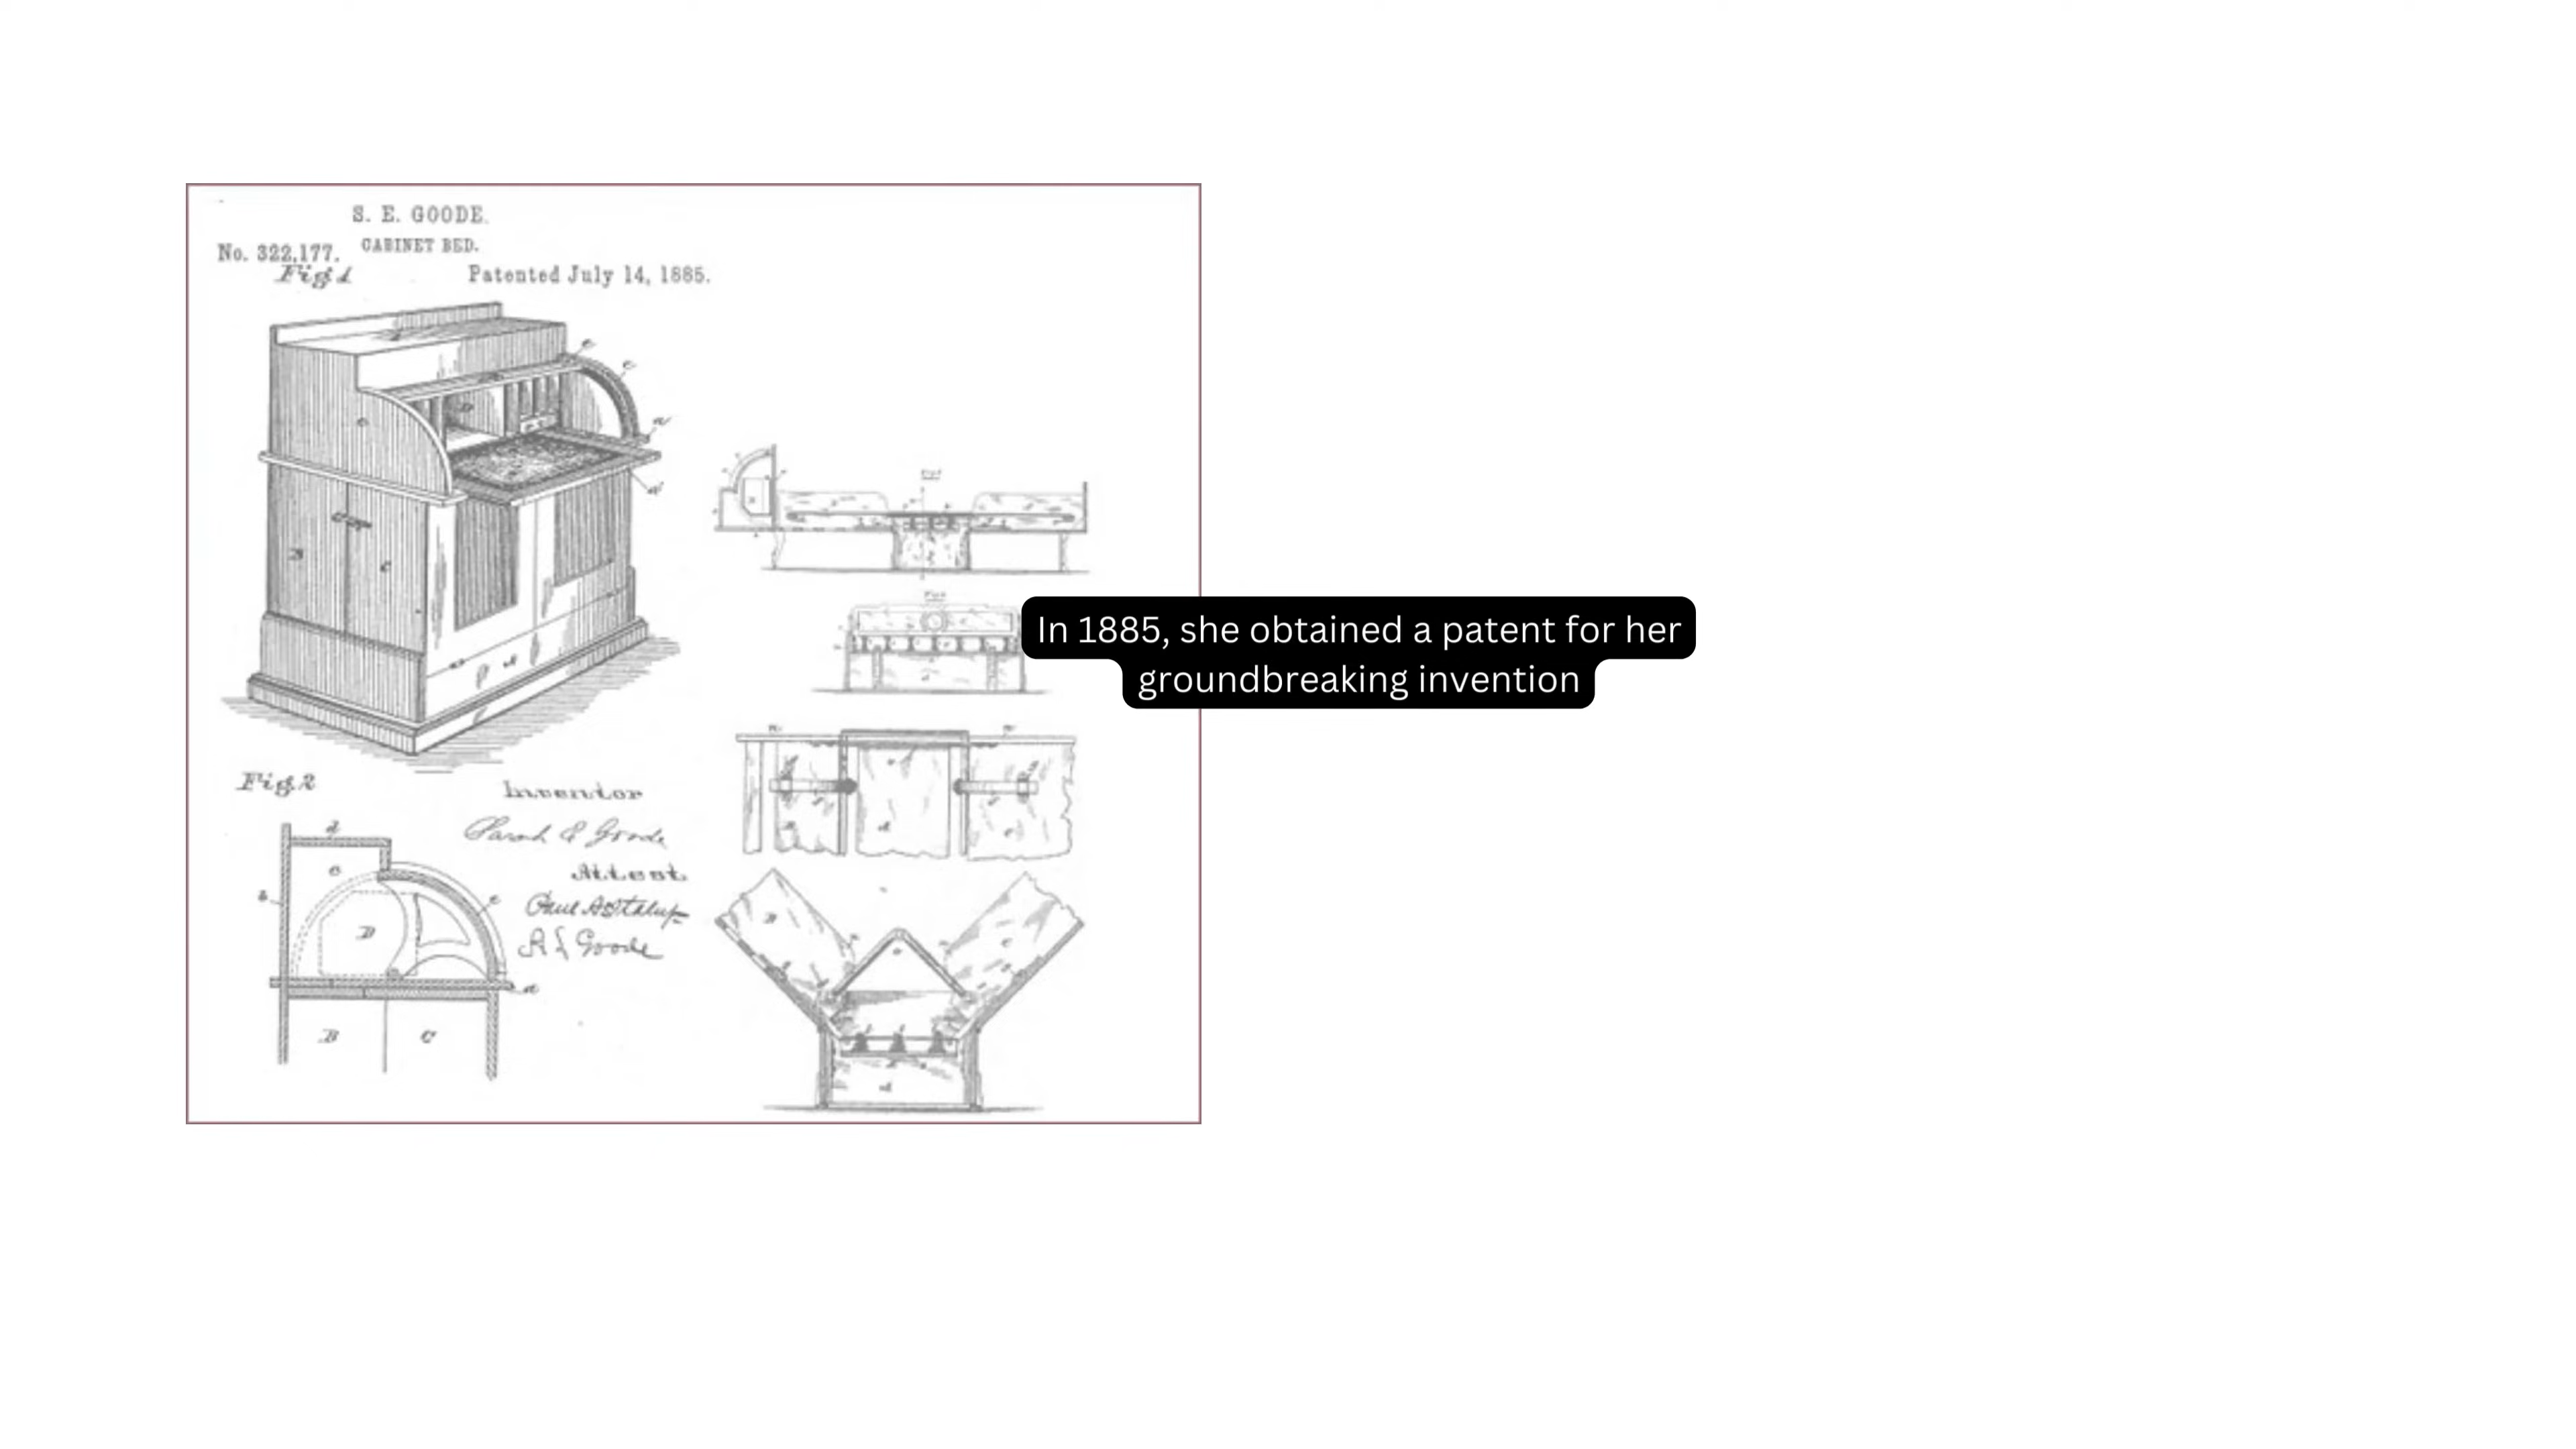 S. E. GOODE.
CABINET BED.
No. 322,177.
Patented July 14, 1885.
Fig 1
In 1885, she obtained a patent for her
groundbreaking invention
Fig. 2
Inventor
Sarah E Goode
Attest
D
B
C